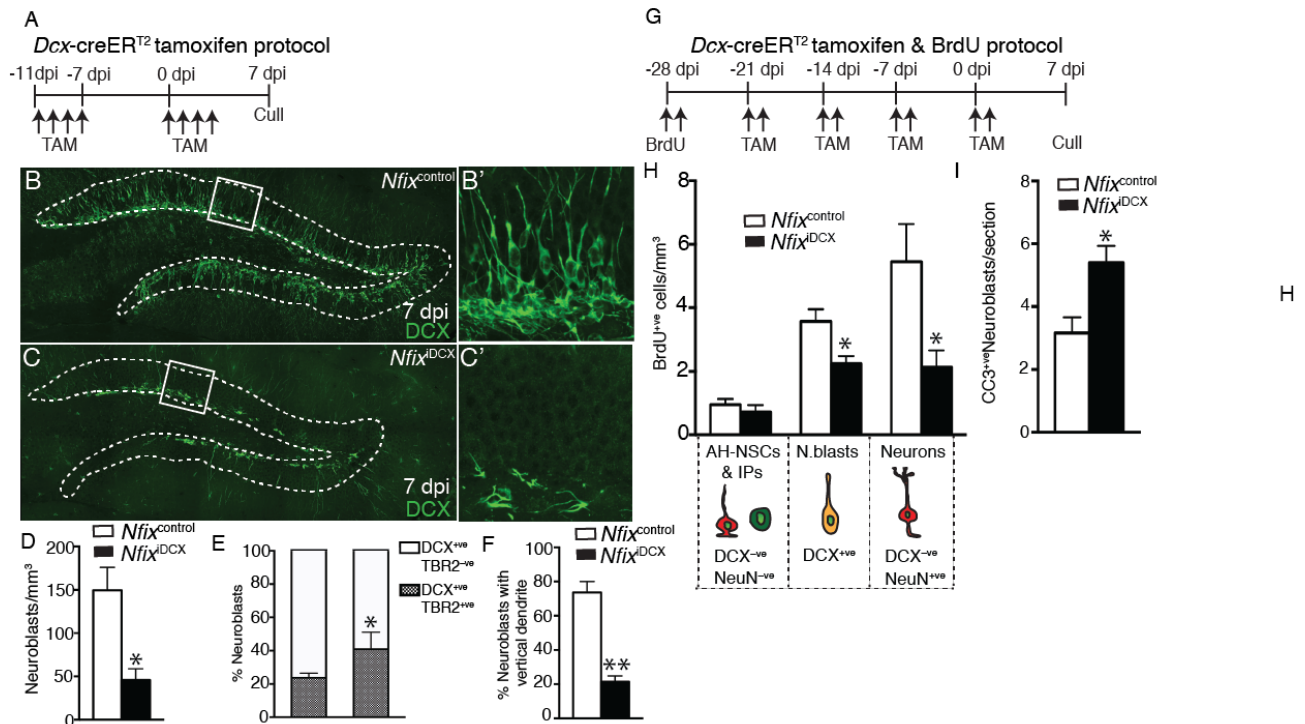 A
Dcx-creERT2 tamoxifen protocol
-11dpi -7 dpi 0 dpi 7 dpi
TAM TAM Cull
B
Nfixcontrol
7 dpi
DCX
B'
C
NfixiDCX
7 dpi
DCX
C'
D
Nfixcontrol
NfixiDCX
Neuroblasts/mm³
200
150
100
50
0
*
E
% Neuroblasts
100
80
60
40
20
0
*
DCX+ve
TBR2-ve
DCX+ve
TBR2+ve
F
Nfixcontrol
NfixiDCX
% Neuroblasts with
vertical dendrite
100
80
60
40
20
0
**
G
Dcx-creERT2 tamoxifen & BrdU protocol
-28 dpi -21 dpi -14 dpi -7 dpi 0 dpi 7 dpi
BrdU TAM TAM TAM TAM Cull
H
Nfixcontrol
NfixiDCX
BrdU+ve cells/mm³
8
6
4
2
0
*
*
AH-NSCs
& IPs
DCX-ve
NeuN-ve
N.blasts
DCX+ve
Neurons
DCX-ve
NeuN+ve
I
Nfixcontrol
NfixiDCX
CC3+veNeuroblasts/section
8
6
4
2
0
*
H